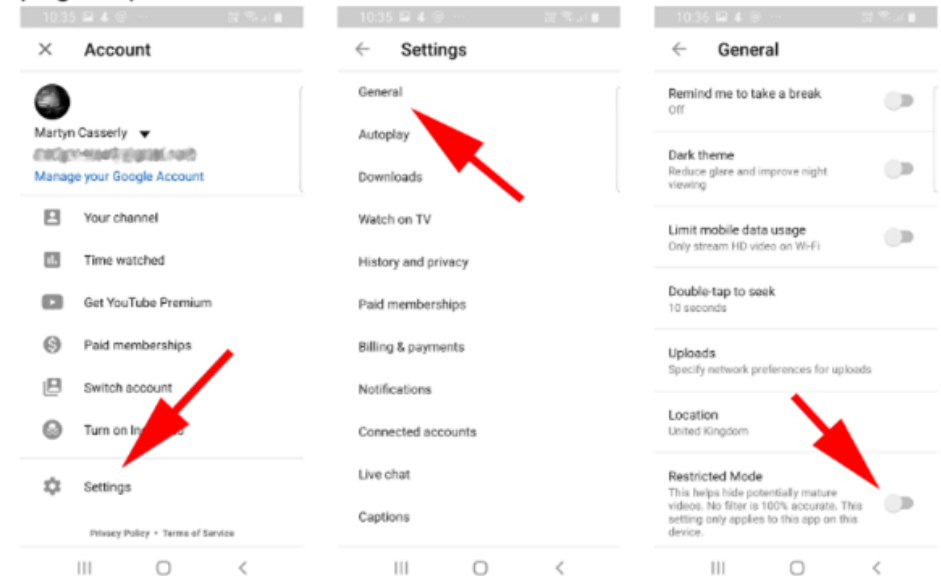 10:35
Account
Martyn Casserly
Manage your Google Account
Your channel
Time watched
Get YouTube Premium
Paid memberships
Switch account
Turn on
Settings
Privacy Policy • Terms of Service
10:35
Settings
General
Autoplay
Downloads
Watch on TV
History and privacy
Paid memberships
Billing & payments
Notifications
Connected accounts
Live chat
Captions
10:36
General
Remind me to take a break
Off
Dark theme
Reduce glare and improve night
viewing
Limit mobile data usage
Only stream HD video on Wi-Fi
Double-tap to seek
10 seconds
Uploads
Specify network preferences for uploads
Location
United Kingdom
Restricted Mode
This helps hide potentially mature
videos. No filter is 100% accurate. This
setting only applies to this app on this
device.